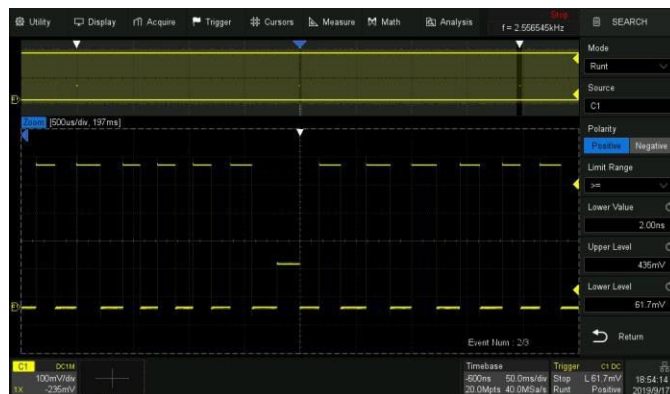 Utility Display Acquire Trigger Cursors Measure Math Analysis
Stop
f = 2.556545kHz
SEARCH
Mode
Runt
Source
C1
Polarity
Positive Negative
Limit Range
>=
Lower Value
2.00ns
Upper Level
435mV
Lower Level
61.7mV
Return
Zoom [500us/div, 197ms]
Event Num : 2/3
C1 DC1M
100mV/div
1X -235mV
Timebase
-600ns 50.0ms/div
20.0Mpts 40.0MSa/s
Trigger C1 DC
Stop L 61.7mV
Runt Positive
18:54:14
2019/9/17